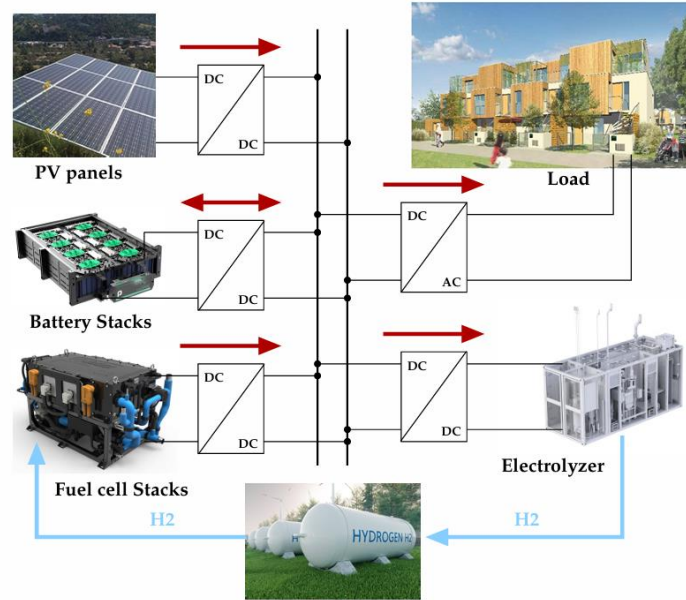 DC
DC
PV panels
Load
DC
DC
DC
AC
Battery Stacks
DC
DC
DC
DC
Electrolyzer
Fuel cell Stacks
H2
HYDROGEN H2
H2